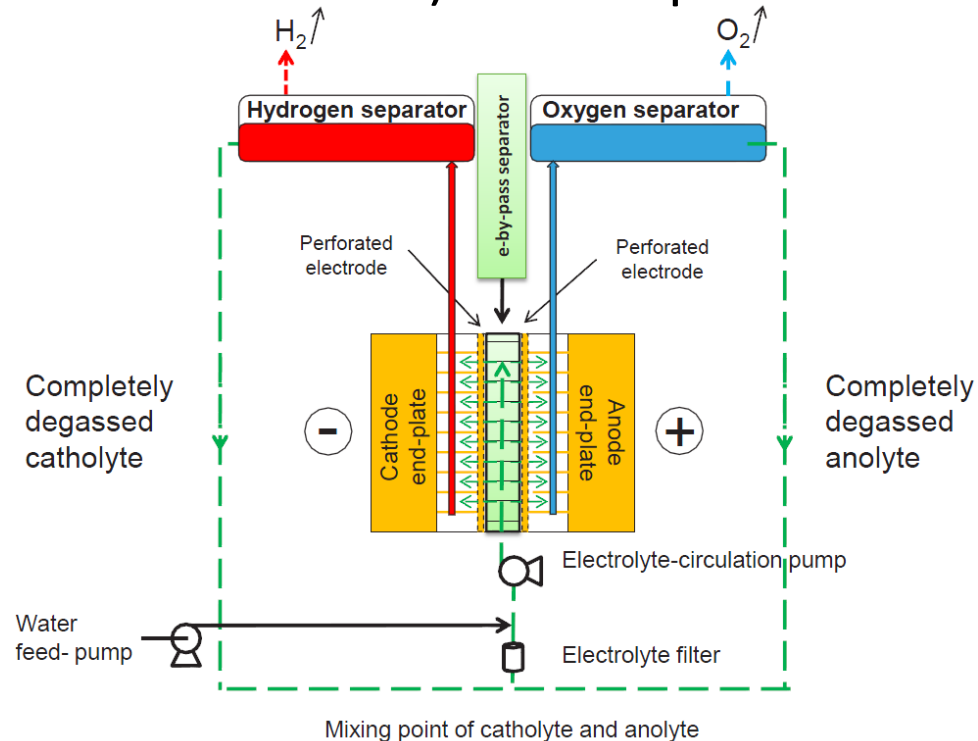 H2
O2
Hydrogen separator
e-by-pass separator
Oxygen separator
Perforated
electrode
Perforated
electrode
Completely
degassed
catholyte
-
Cathode
end-plate
Anode
end-plate
+
Completely
degassed
anolyte
Electrolyte-circulation pump
Water
feed- pump
Electrolyte filter
Mixing point of catholyte and anolyte